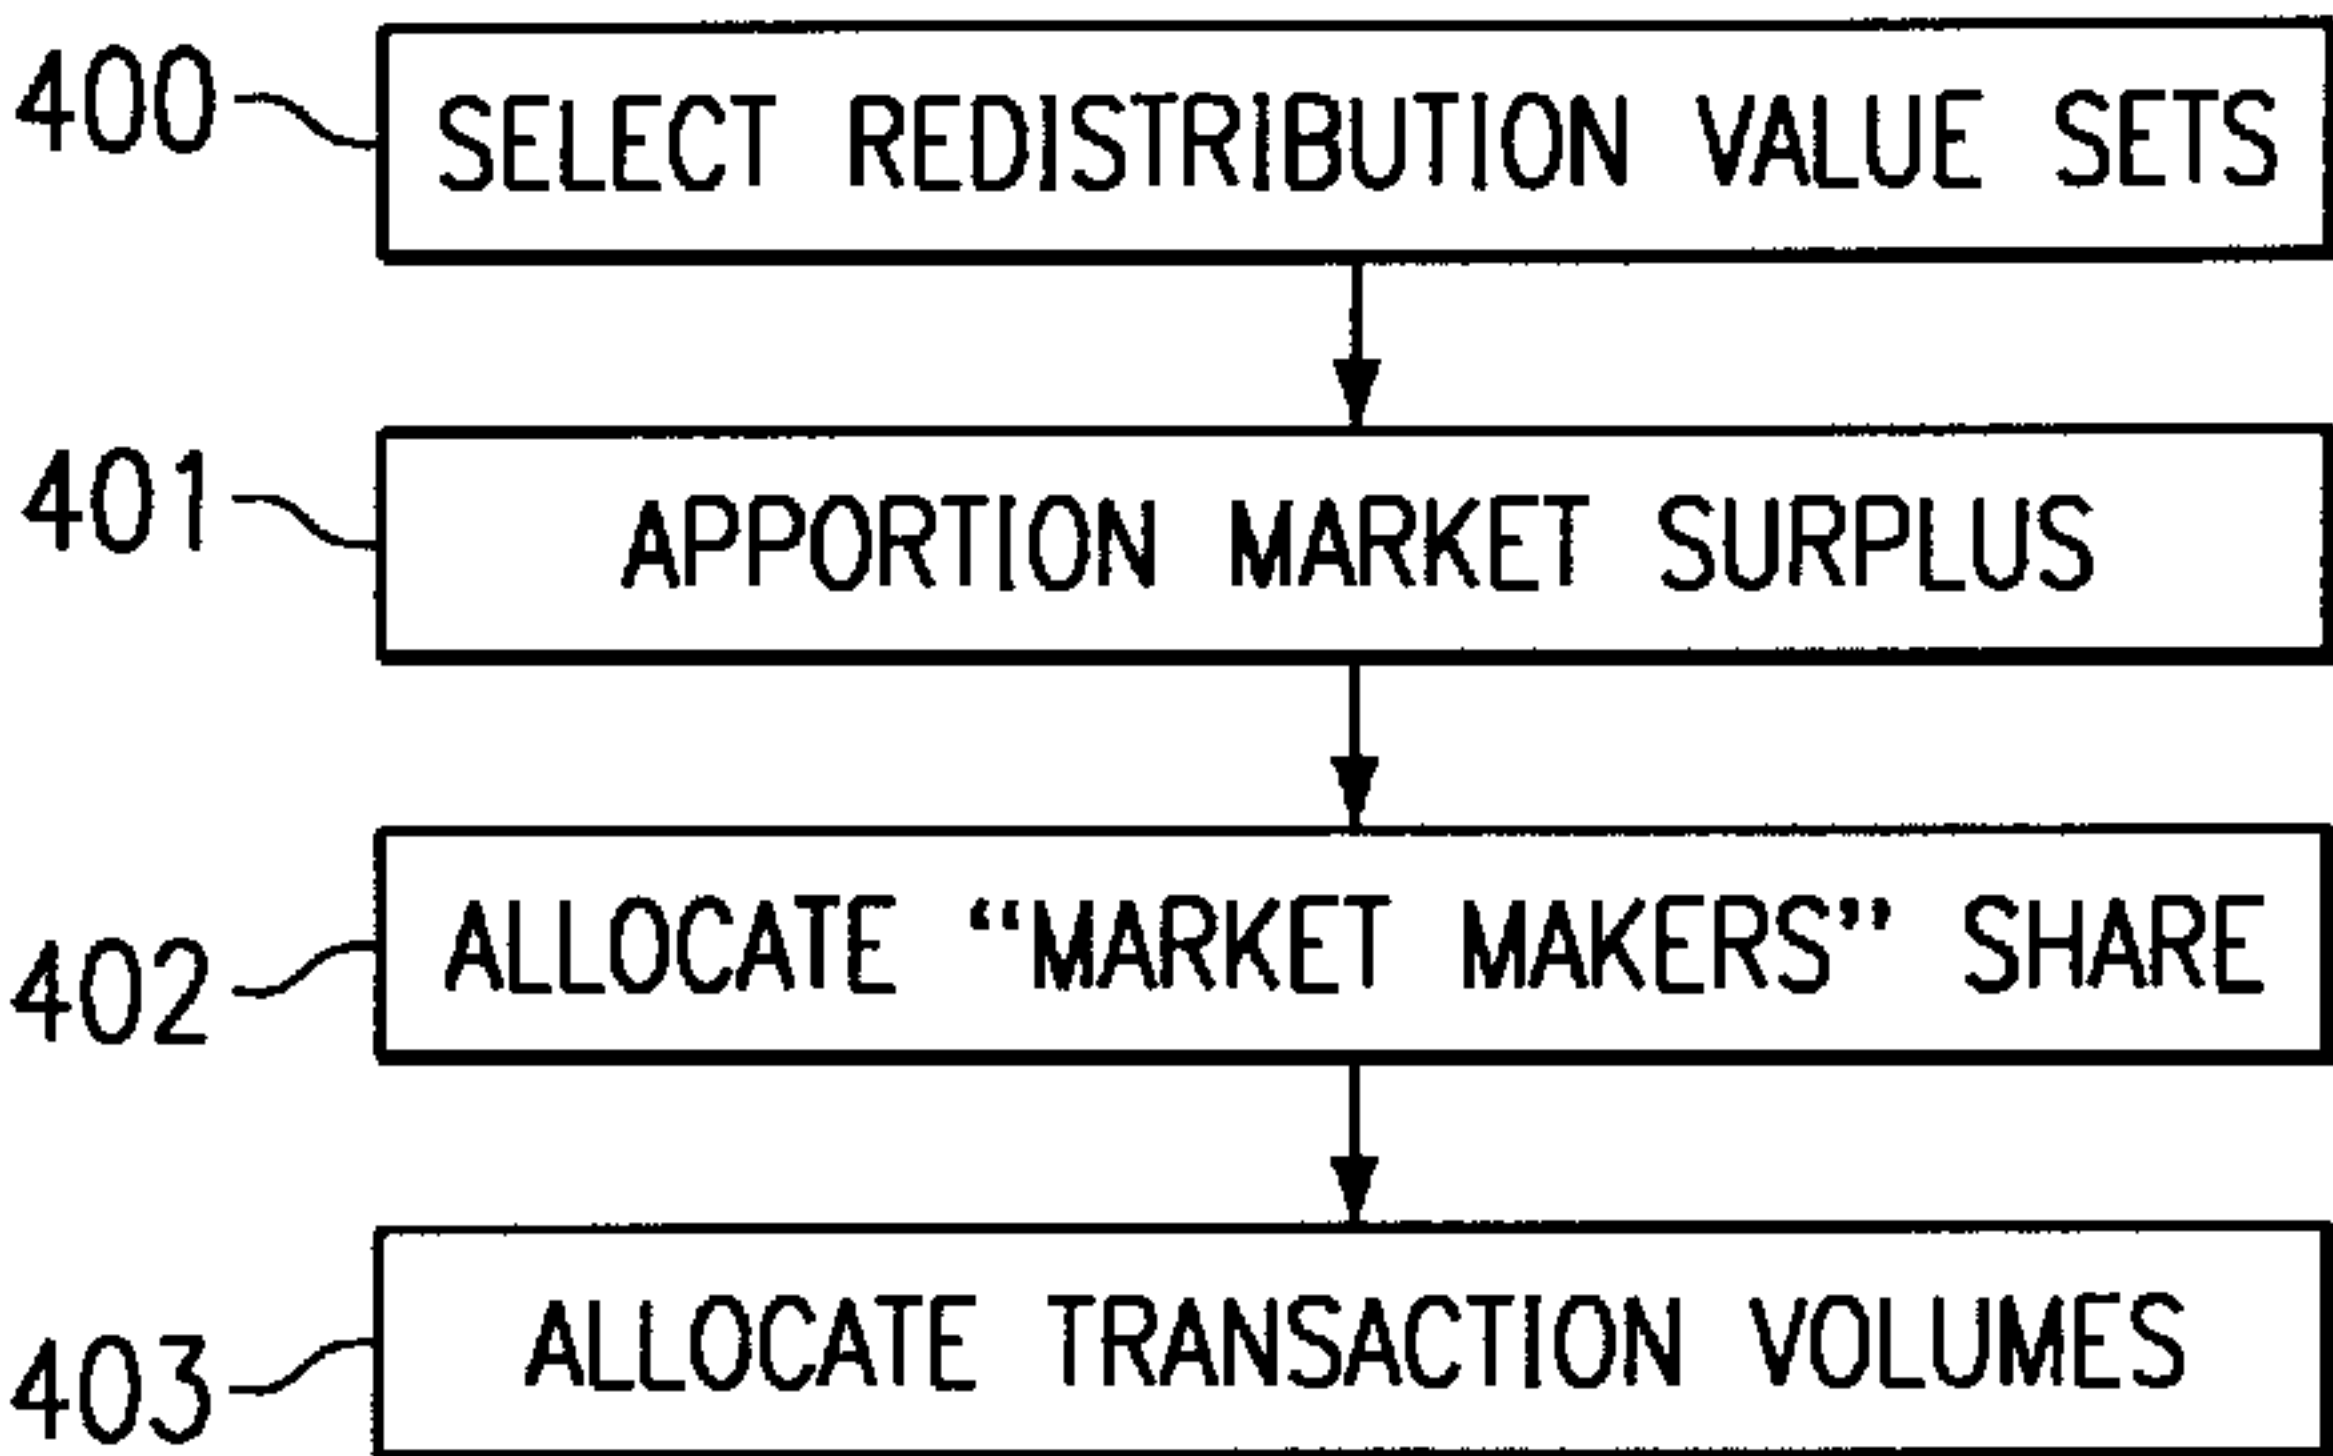 400 SELECT REDISTRIBUTION VALUE SETS
401 APPORTION MARKET SURPLUS
402 ALLOCATE “MARKET MAKERS” SHARE
403 ALLOCATE TRANSACTION VOLUMES